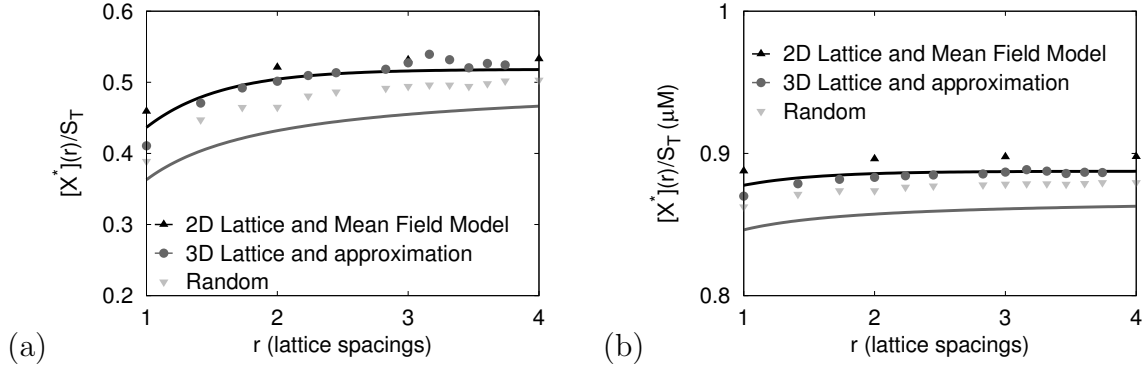 (a)
[X*](r)/S_T
0.6
0.5
0.4
0.3
0.2
2D Lattice and Mean Field Model
3D Lattice and approximation
Random
1 2 3 4
r (lattice spacings)
(b)
[X*](r)/S_T (μM)
1
0.9
0.8
2D Lattice and Mean Field Model
3D Lattice and approximation
Random
1 2 3 4
r (lattice spacings)